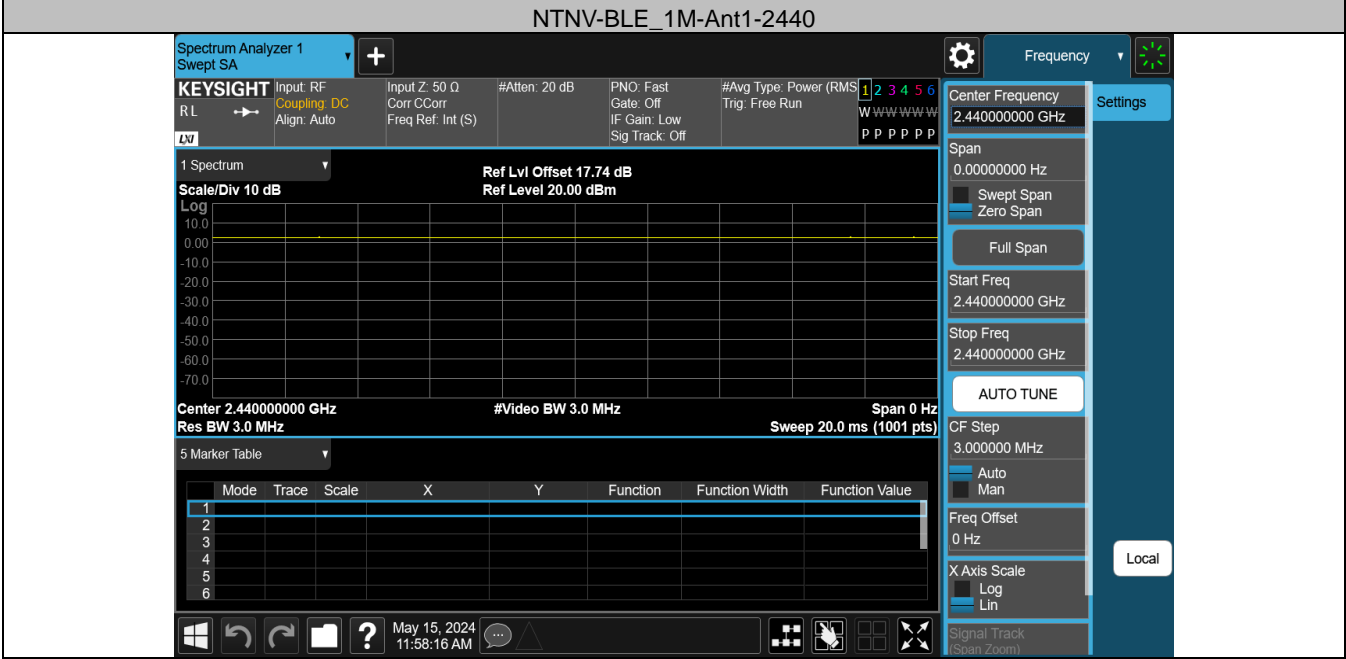 NTNV-BLE_1M-Ant1-2440
Spectrum Analyzer 1
Swept SA
Frequency
KEYSIGHT
RL
LXI
Input: RF
Coupling: DC
Align: Auto
Input Z: 50 Ω
Corr CCorr
Freq Ref: Int (S)
#Atten: 20 dB
PNO: Fast
Gate: Off
IF Gain: Low
Sig Track: Off
#Avg Type: Power (RMS
Trig: Free Run
1 2 3 4 5 6
W W W W W W
P P P P P P
Center Frequency
2.440000000 GHz
Settings
Span
0.00000000 Hz
Swept Span
Zero Span
Full Span
Start Freq
2.440000000 GHz
Stop Freq
2.440000000 GHz
AUTO TUNE
CF Step
3.000000 MHz
Auto
Man
Freq Offset
0 Hz
X Axis Scale
Log
Lin
Signal Track
(Span Zoom)
Local
1 Spectrum
Scale/Div 10 dB
Ref Lvl Offset 17.74 dB
Ref Level 20.00 dBm
Log
10.0
0.00
-10.0
-20.0
-30.0
-40.0
-50.0
-60.0
-70.0
Center 2.440000000 GHz
#Video BW 3.0 MHz
Span 0 Hz
Res BW 3.0 MHz
Sweep 20.0 ms (1001 pts)
5 Marker Table
Mode Trace Scale X Y Function Function Width Function Value
1
2
3
4
5
6
?
May 15, 2024
11:58:16 AM